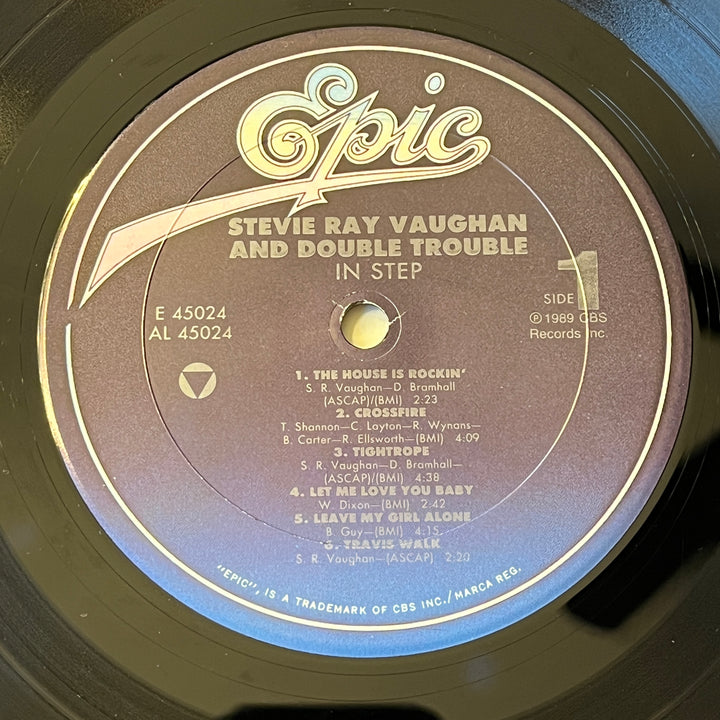 Epic
STEVIE RAY VAUGHAN
AND DOUBLE TROUBLE
IN STEP
E 45024
AL 45024
SIDE 1
℗ 1989 CBS
Records Inc.
1. THE HOUSE IS ROCKIN'
S. R. Vaughan—D. Bramhall
(ASCAP)/(BMI) 2:23
2. CROSSFIRE
T. Shannon—C. Layton—R. Wynans—
B. Carter—R. Ellsworth—(BMI) 4:09
3. TIGHTROPE
S. R. Vaughan—D. Bramhall—
(ASCAP)/(BMI) 4:38
4. LET ME LOVE YOU BABY
W. Dixon—(BMI) 2:42
5. LEAVE MY GIRL ALONE
B. Guy—(BMI) 4:15
6. TRAVIS WALK
S. R. Vaughan—(ASCAP) 2:20
"EPIC", IS A TRADEMARK OF CBS INC./MARCA REG.